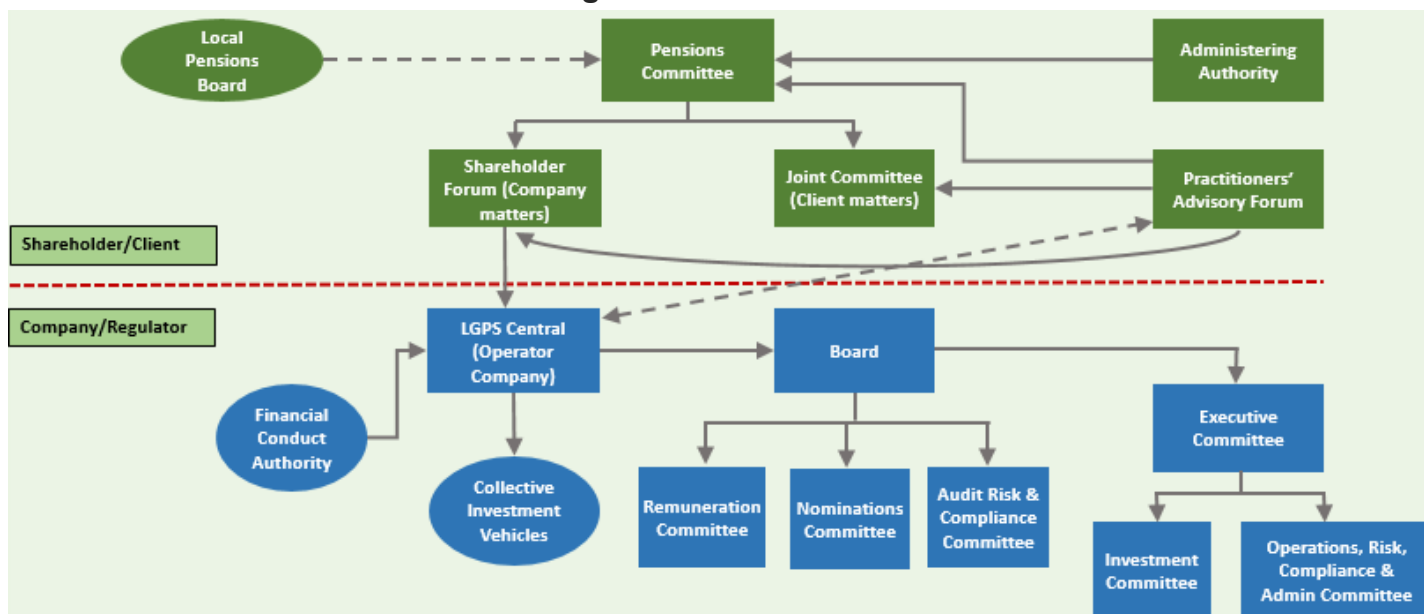 Local
Pensions
Board
Pensions
Committee
Administering
Authority
Shareholder
Forum (Company
matters)
Joint Committee
(Client matters)
Practitioners'
Advisory Forum
Shareholder/Client
Company/Regulator
LGPS Central
(Operator
Company)
Board
Financial
Conduct
Authority
Executive
Committee
Collective
Investment
Vehicles
Remuneration
Committee
Nominations
Committee
Audit Risk &
Compliance
Committee
Investment
Committee
Operations, Risk,
Compliance &
Admin Committee